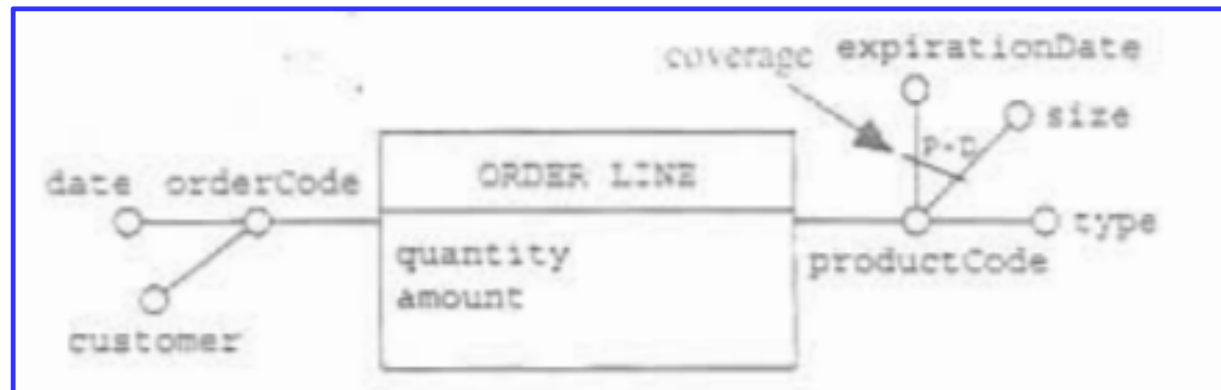 coverage
expirationDate
size
P-D
ORDER LINE
date
orderCode
type
productCode
quantity
amount
customer